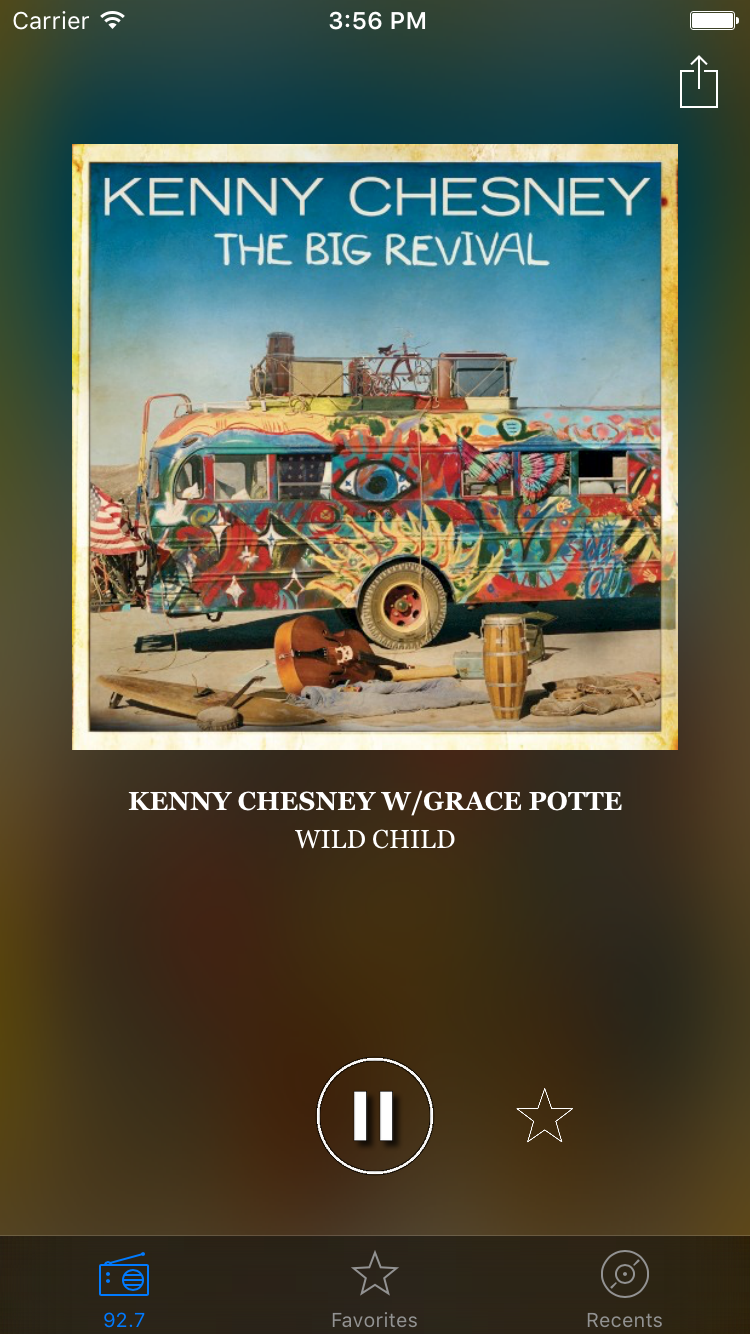 Carrier 3:56 PM
KENNY CHESNEY
THE BIG REVIVAL
KENNY CHESNEY W/GRACE POTTE
WILD CHILD
92.7 Favorites Recents